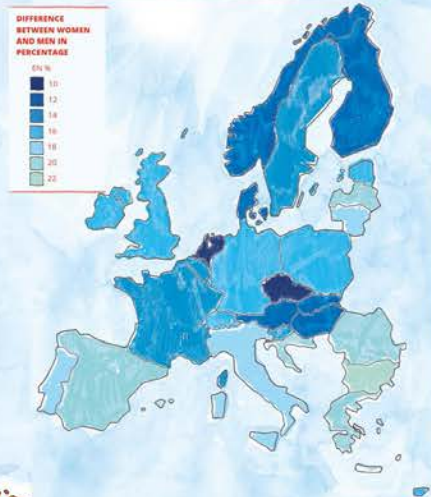 DIFFERENCE
BETWEEN WOMEN
AND MEN IN
PERCENTAGE
EN %
10
12
14
16
18
20
22